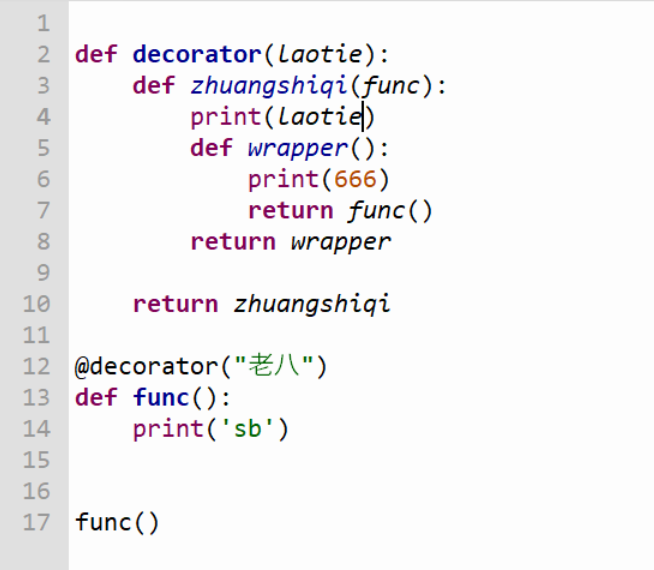 1
2 def decorator(laotie):
3     def zhuangshiqi(func):
4         print(laotie)
5         def wrapper():
6             print(666)
7             return func()
8         return wrapper
9
10     return zhuangshiqi
11
12 @decorator("老八")
13 def func():
14     print('sb')
15
16
17 func()